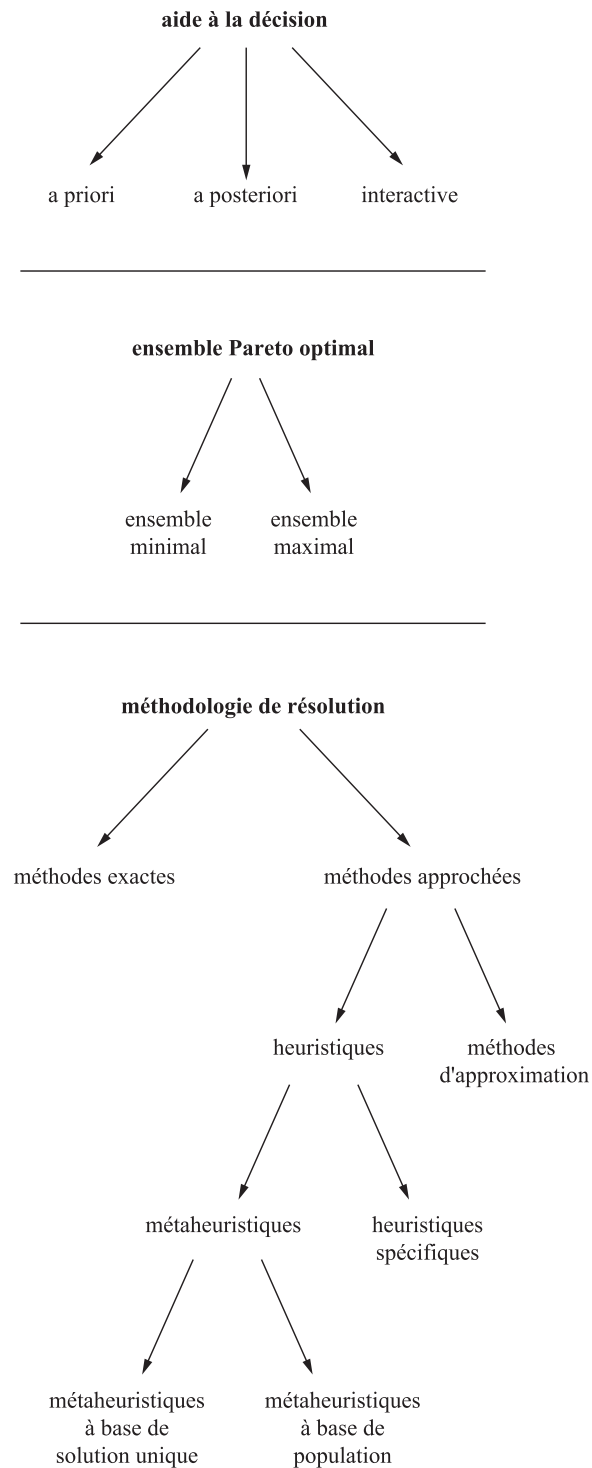 aide à la décision
a priori a posteriori interactive
ensemble Pareto optimal
ensemble
minimal
ensemble
maximal
méthodologie de résolution
méthodes exactes méthodes approchées
heuristiques
méthodes
d'approximation
métaheuristiques
heuristiques
spécifiques
métaheuristiques
à base de
solution unique
métaheuristiques
à base de
population